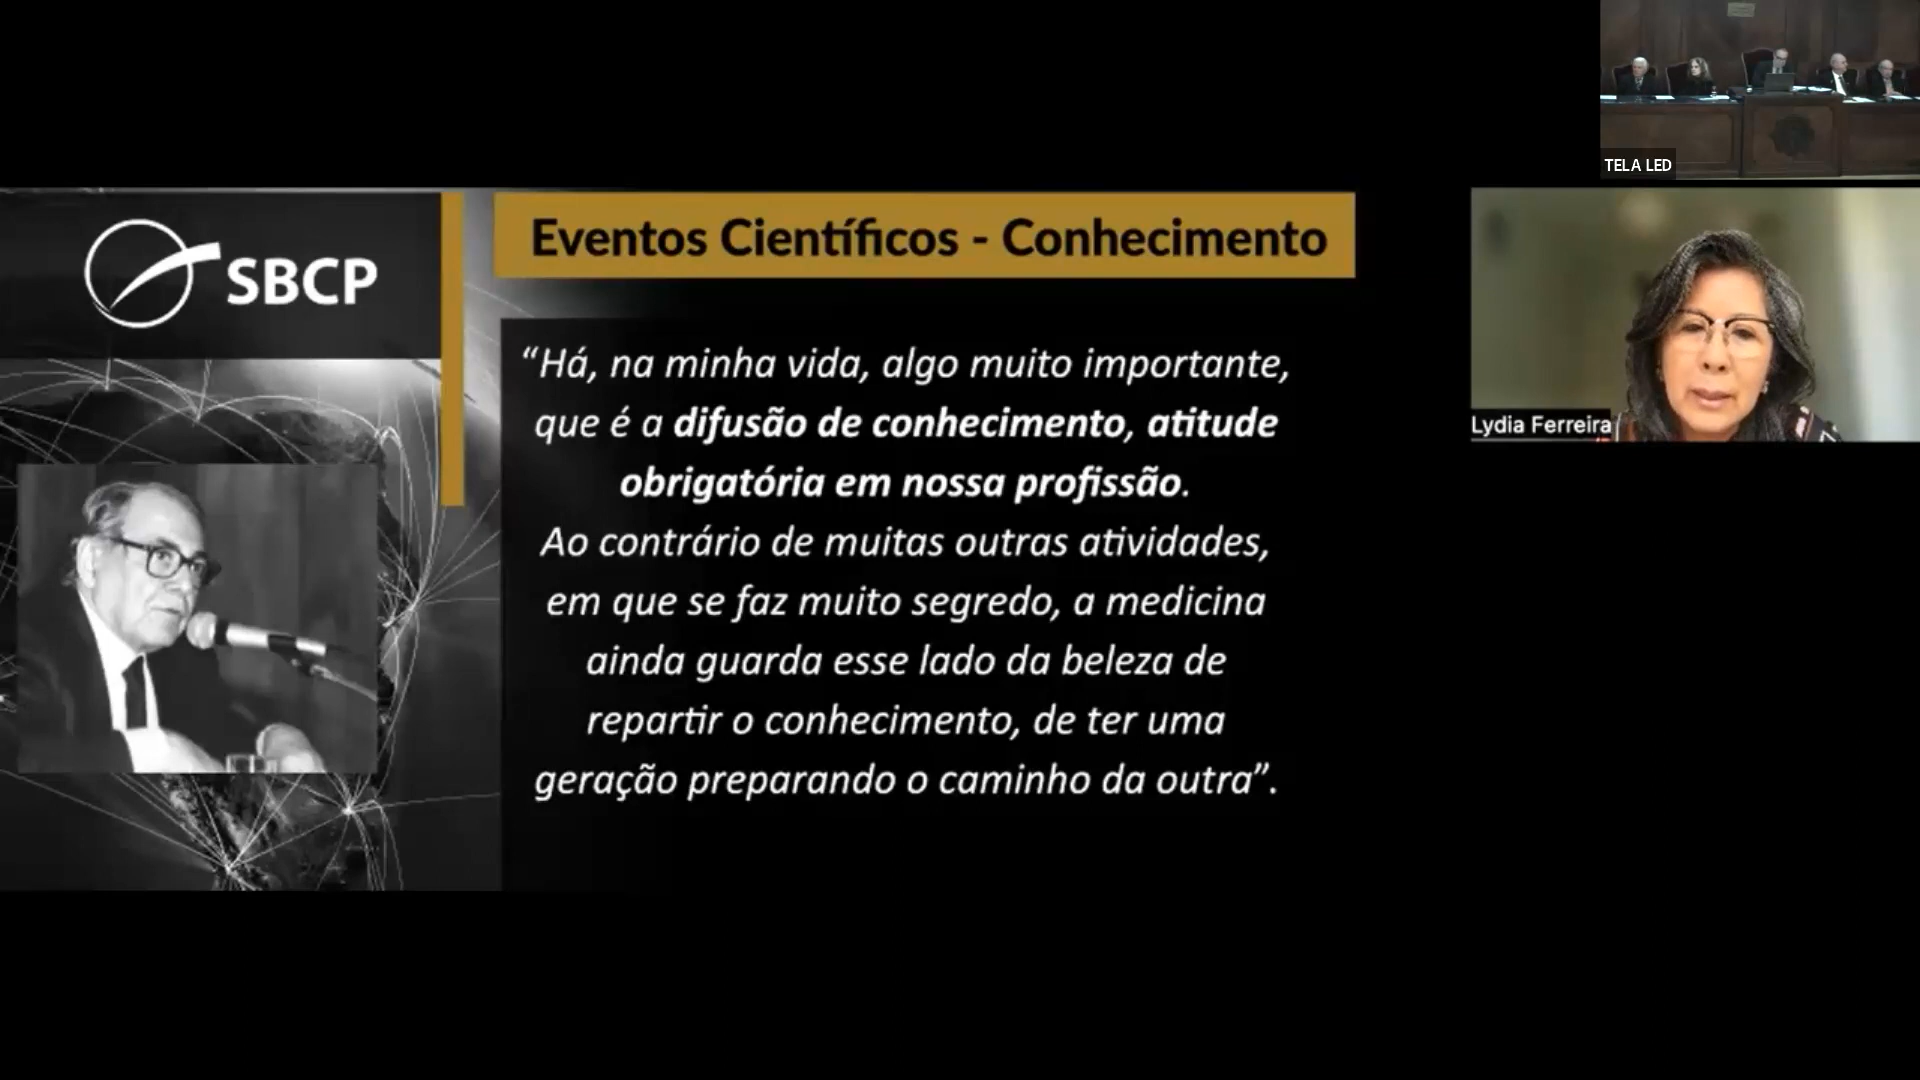 TELA LED
SBCP
Eventos Científicos - Conhecimento
“Há, na minha vida, algo muito importante,
que é a difusão de conhecimento, atitude
obrigatória em nossa profissão.
Ao contrário de muitas outras atividades,
em que se faz muito segredo, a medicina
ainda guarda esse lado da beleza de
repartir o conhecimento, de ter uma
geração preparando o caminho da outra”.
Lydia Ferreira